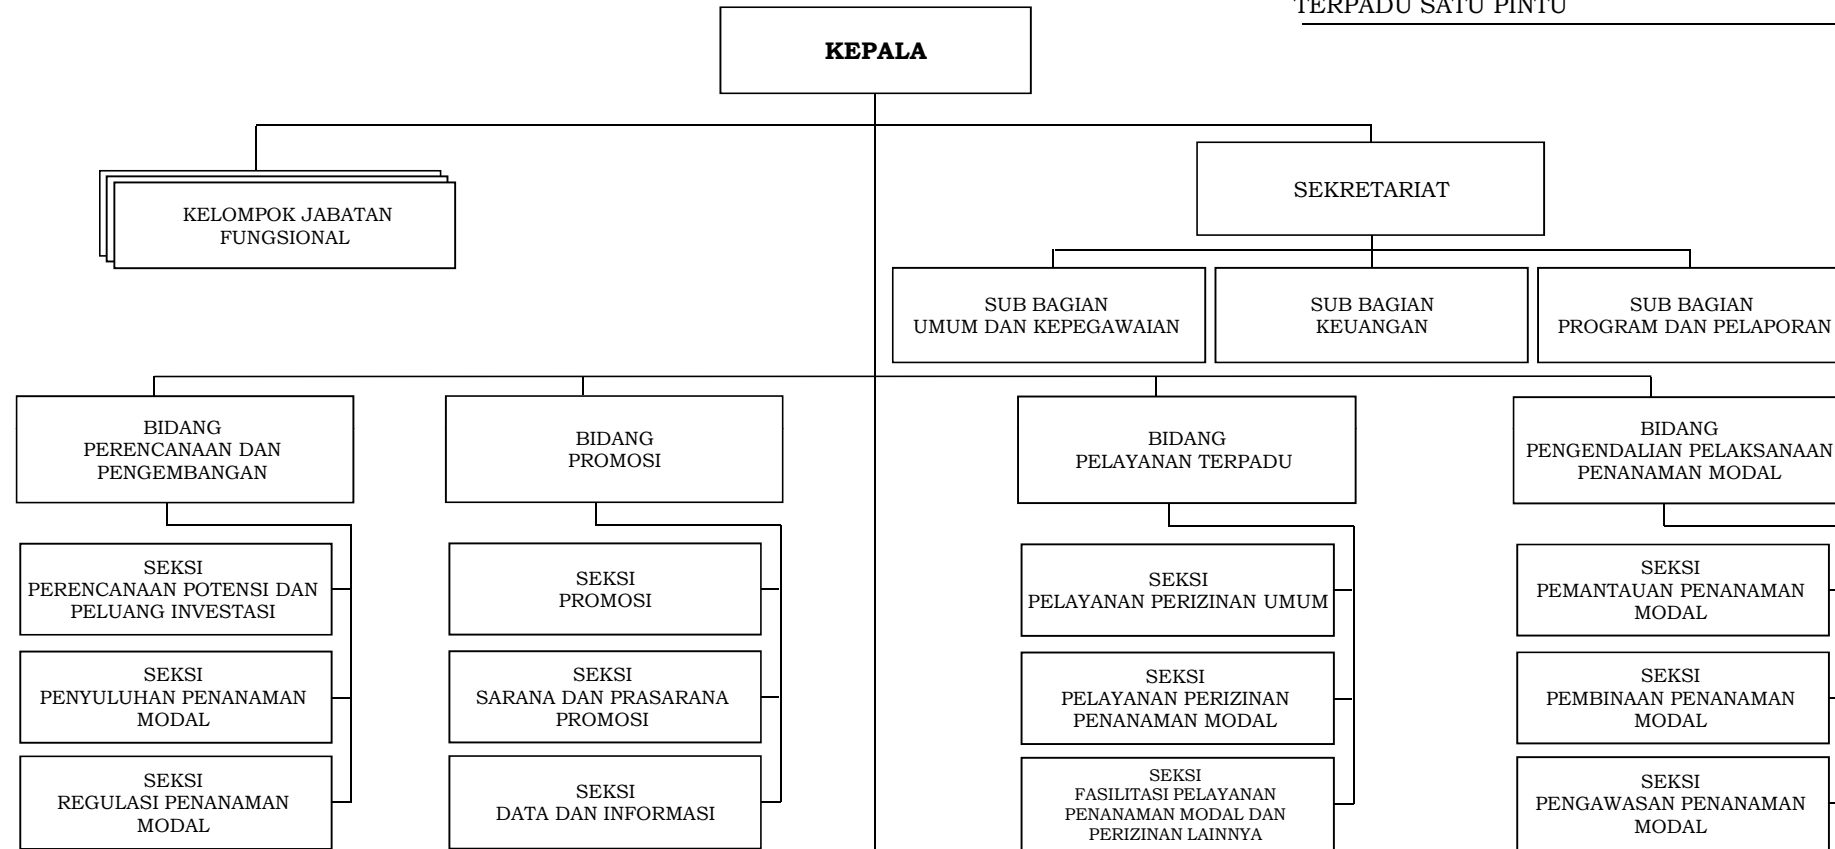 TERPADU SATU PINTU
KEPALA
KELOMPOK JABATAN
FUNGSIONAL
SEKRETARIAT
SUB BAGIAN
UMUM DAN KEPEGAWAIAN
SUB BAGIAN
KEUANGAN
SUB BAGIAN
PROGRAM DAN PELAPORAN
BIDANG
PERENCANAAN DAN
PENGEMBANGAN
BIDANG
PROMOSI
BIDANG
PELAYANAN TERPADU
BIDANG
PENGENDALIAN PELAKSANAAN
PENANAMAN MODAL
SEKSI
PERENCANAAN POTENSI DAN
PELUANG INVESTASI
SEKSI
PROMOSI
SEKSI
PELAYANAN PERIZINAN UMUM
SEKSI
PEMANTAUAN PENANAMAN
MODAL
SEKSI
PENYULUHAN PENANAMAN
MODAL
SEKSI
SARANA DAN PRASARANA
PROMOSI
SEKSI
PELAYANAN PERIZINAN
PENANAMAN MODAL
SEKSI
PEMBINAAN PENANAMAN
MODAL
SEKSI
REGULASI PENANAMAN
MODAL
SEKSI
DATA DAN INFORMASI
SEKSI
FASILITASI PELAYANAN
PENANAMAN MODAL DAN
PERIZINAN LAINNYA
SEKSI
PENGAWASAN PENANAMAN
MODAL